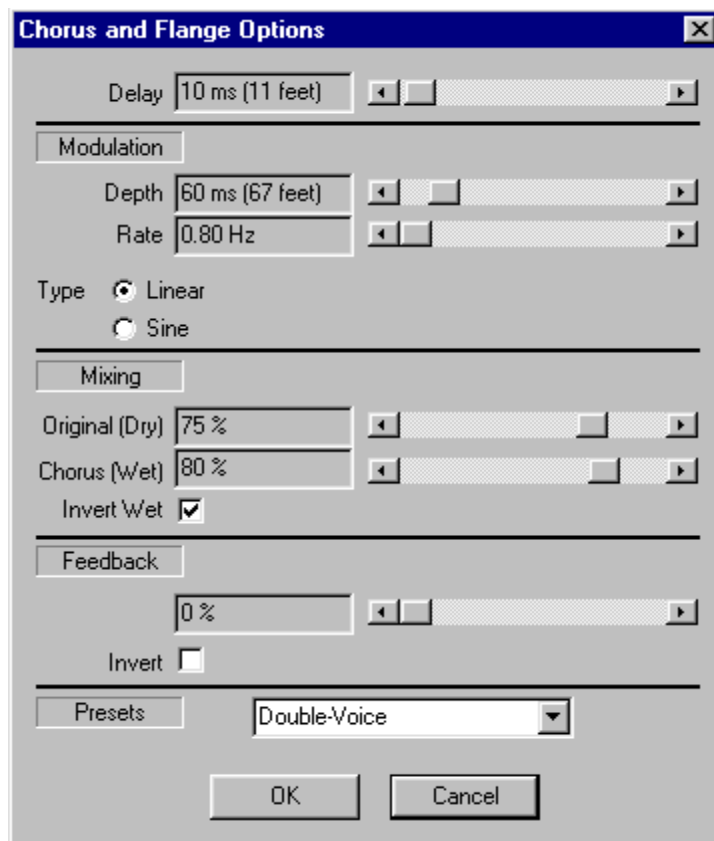 Chorus and Flange Options
Delay 10 ms (11 feet)
Modulation
Depth 60 ms (67 feet)
Rate 0.80 Hz
Type Linear
Sine
Mixing
Original (Dry) 75 %
Chorus (Wet) 80 %
Invert Wet
Feedback
0 %
Invert
Presets Double-Voice
OK Cancel